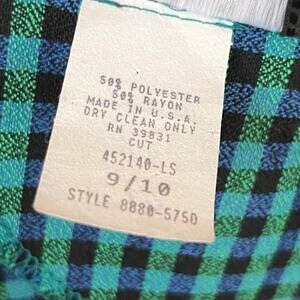 50% POLYESTER
50% RAYON
MADE IN U.S.A.
DRY CLEAN ONLY
RN 39831
CUT
452140-LS
9/10
STYLE 8880-5750